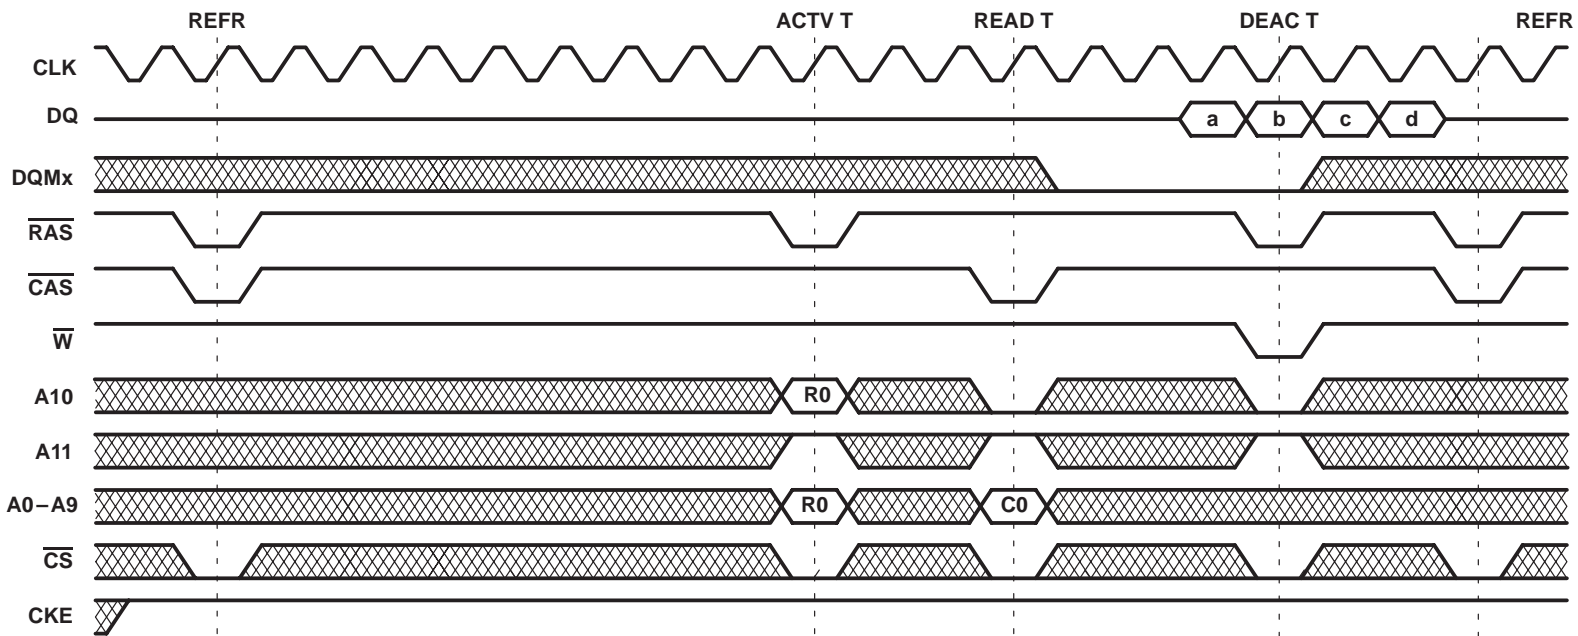 REFR ACTV T READ T DEAC T REFR
CLK
DQ a b c d
DQMx
RAS
CAS
W
A10 R0
A11
A0–A9 R0 C0
CS
CKE